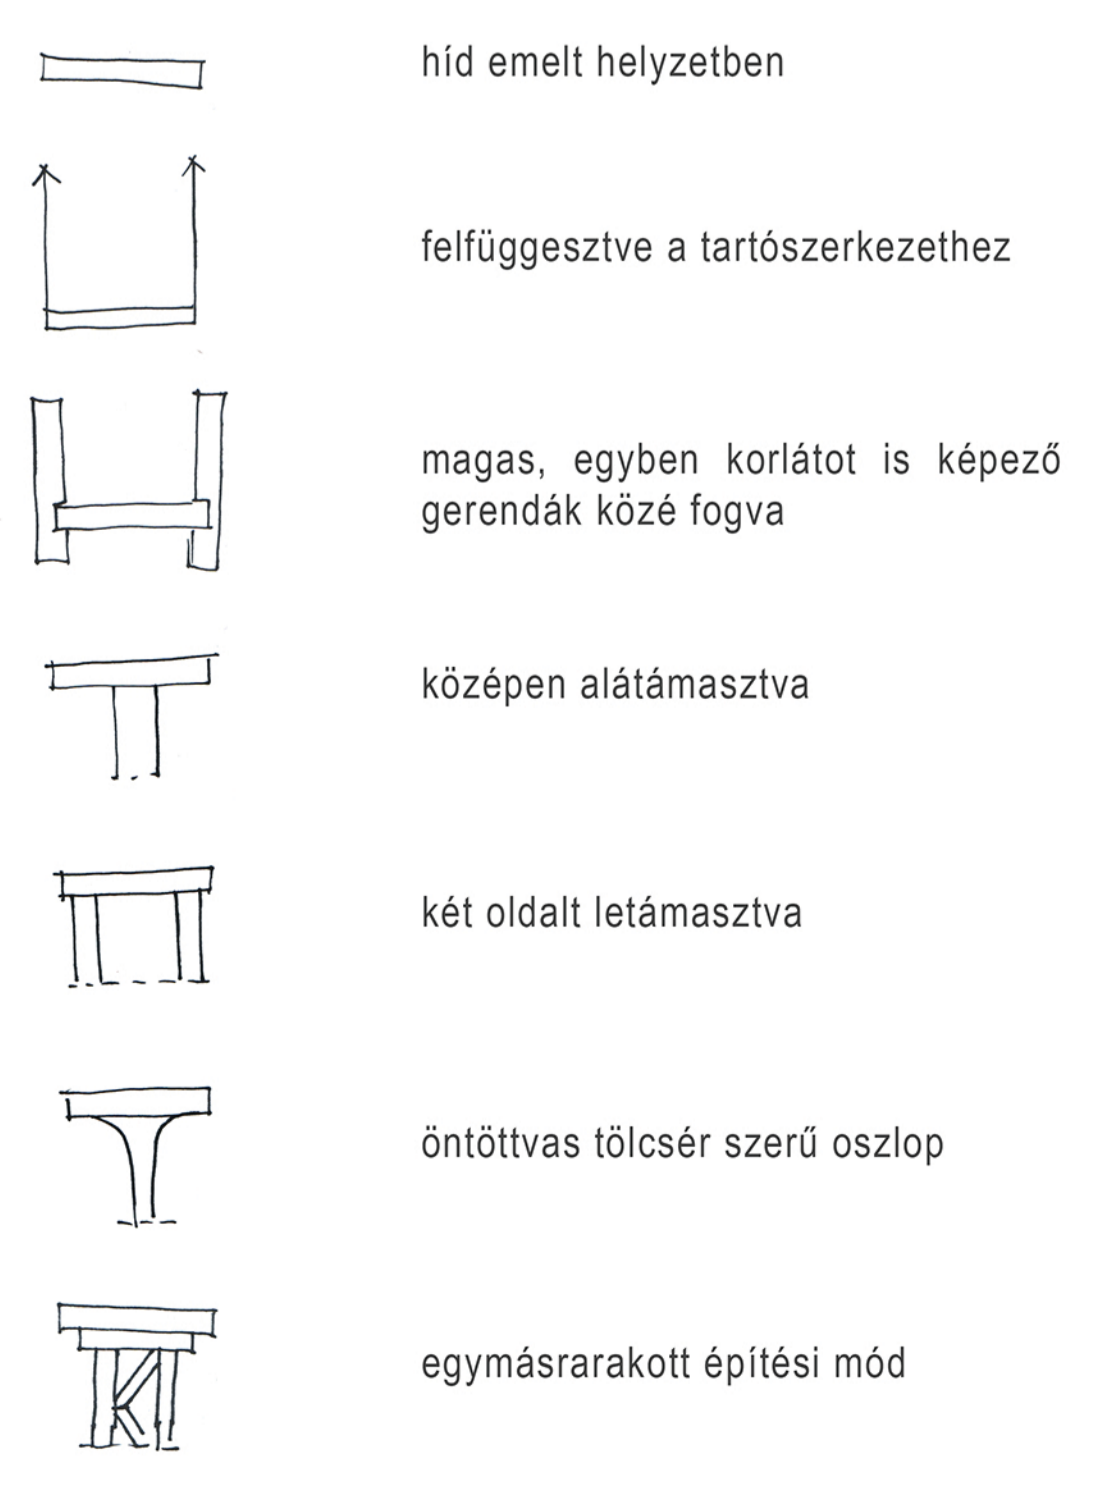 híd emelt helyzetben
felfüggesztve a tartószerkezethez
magas, egyben korlátot is képező
gerendák közé fogva
középen alátámasztva
két oldalt letámasztva
öntöttvas tölcsér szerű oszlop
egymásrarakott építési mód